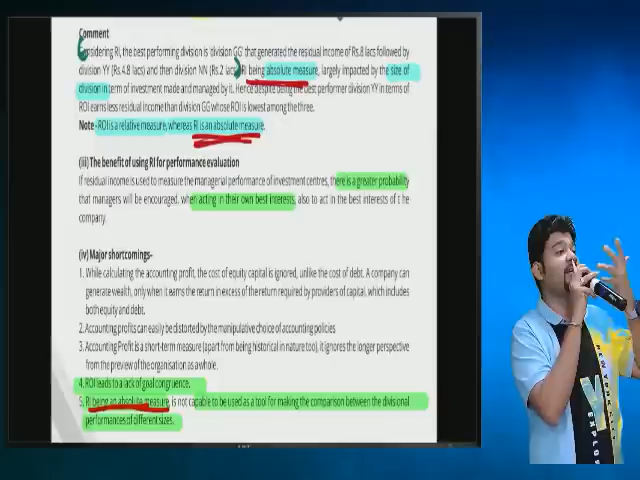 Comment
Considering RI, the best performing division is 'division GG' that generated the residual income of Rs.8 lacs followed by
division YY (Rs.4.8 lacs) and then division NN (Rs.2 lacs). RI being absolute measure, largely impacted by the size of
division in term of investment made and managed by it. Hence despite being the best performer division YY in terms of
ROI earns less residual income than division GG whose ROI is lowest among the three.
Note - ROI is a relative measure, whereas RI is an absolute measure.
(iii) The benefit of using RI for performance evaluation
If residual income is used to measure the managerial performance of investment centres, there is a greater probability
that managers will be encouraged, when acting in their own best interests, also to act in the best interests of t he
company.
(iv) Major shortcomings-
1. While calculating the accounting profit, the cost of equity capital is ignored, unlike the cost of debt. A company can
generate wealth, only when it earns the return in excess of the return required by providers of capital, which includes
both equity and debt.
2. Accounting profits can easily be distorted by the manipulative choice of accounting policies
3. Accounting Profit is a short-term measure (apart from being historical in nature too), it ignores the longer perspective
from the preview of the organisation as a whole.
4. ROI leads to a lack of goal congruence.
5. RI being an absolute measure, is not capable to be used as a tool for making the comparison between the divisional
performances of different sizes.
NEW YORK
EXPLO